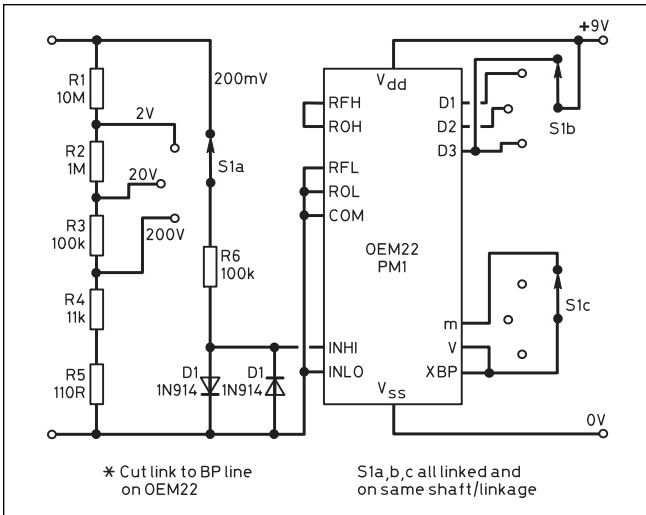 +9V
200mV
R1
10M
2V
R2
1M
20V
S1a
R3
100k
200V
R4
11k
R5
110R
R6
100k
D1
1N914
D1
1N914
Vdd
RFH
ROH
RFL
ROL
COM
OEM22
PM1
INHI
INLO
Vss
D1
D2
D3
S1b
m
V
XBP
S1c
0V
* Cut link to BP line
on OEM22
S1a,b,c all linked and
on same shaft/linkage